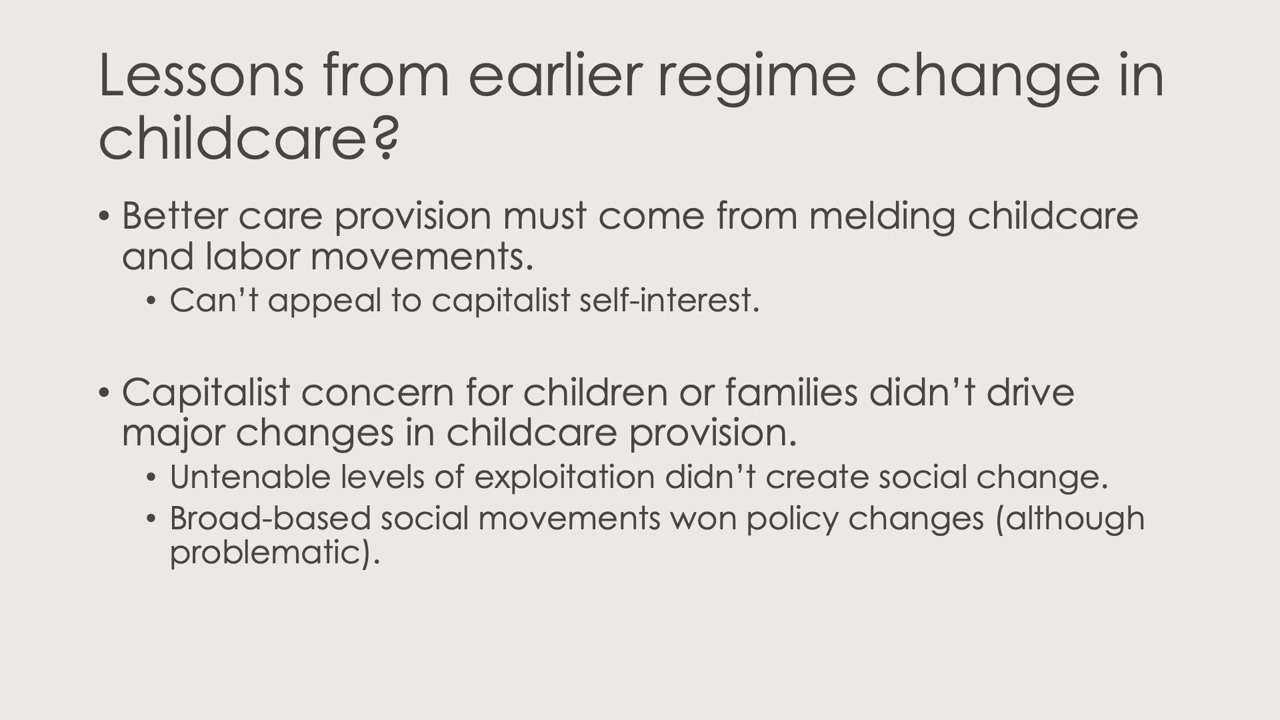 Lessons from earlier regime change in
childcare?
• Better care provision must come from melding childcare
and labor movements.
• Can’t appeal to capitalist self-interest.
• Capitalist concern for children or families didn’t drive
major changes in childcare provision.
• Untenable levels of exploitation didn’t create social change.
• Broad-based social movements won policy changes (although
problematic).